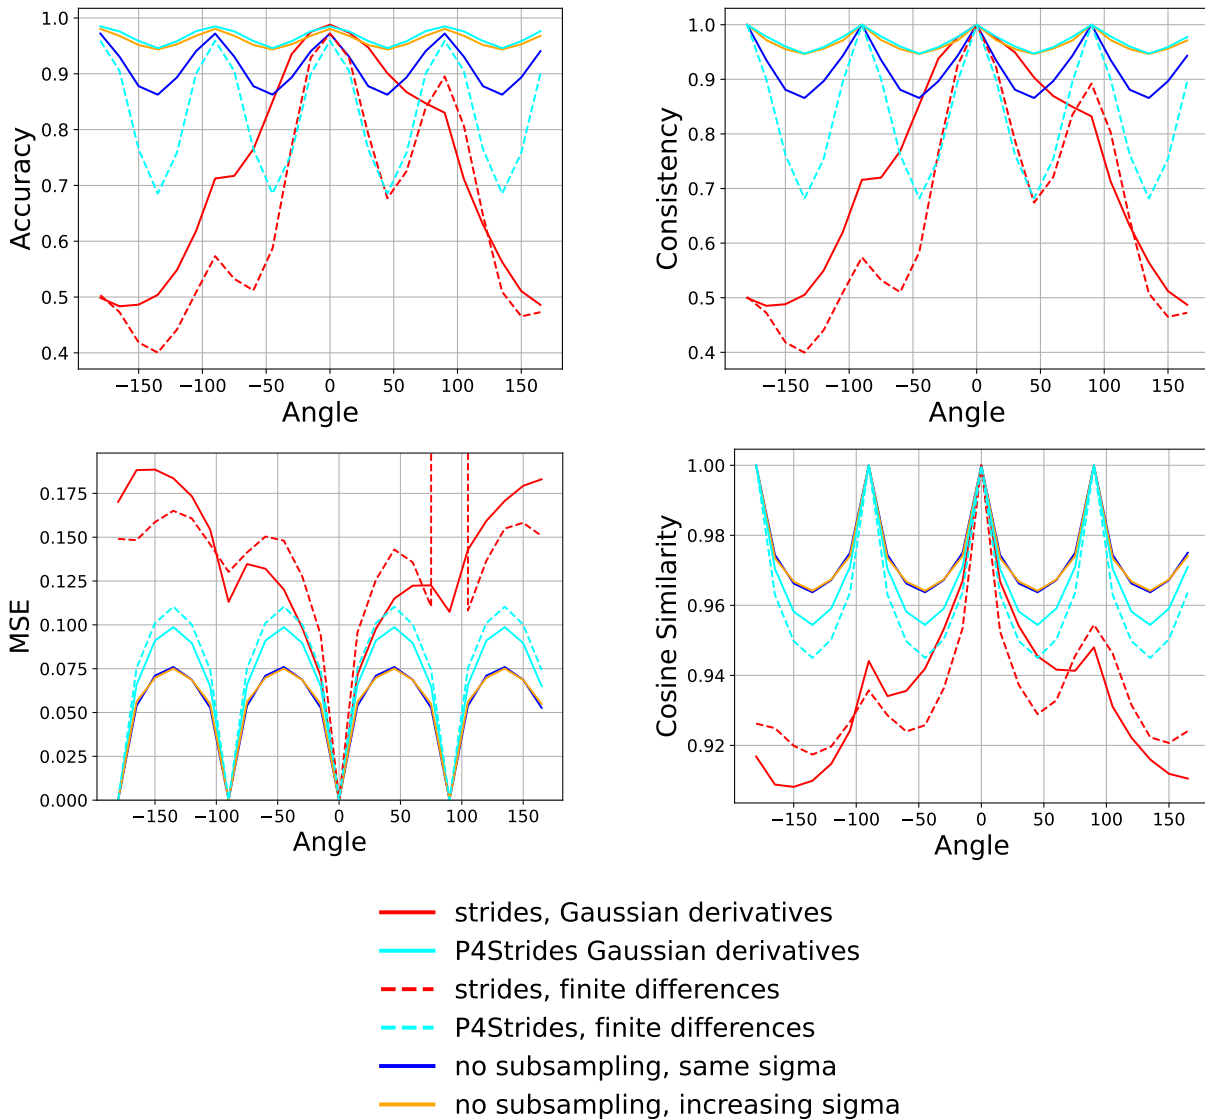 1.0
0.9
0.8
0.7
0.6
0.5
0.4
Accuracy
−150 −100 −50 0 50 100 150
Angle
1.0
0.9
0.8
0.7
0.6
0.5
0.4
Consistency
−150 −100 −50 0 50 100 150
Angle
0.175
0.150
0.125
0.100
0.075
0.050
0.025
0.000
MSE
−150 −100 −50 0 50 100 150
Angle
1.00
0.98
0.96
0.94
0.92
Cosine Similarity
−150 −100 −50 0 50 100 150
Angle
strides, Gaussian derivatives
P4Strides Gaussian derivatives
strides, finite differences
P4Strides, finite differences
no subsampling, same sigma
no subsampling, increasing sigma